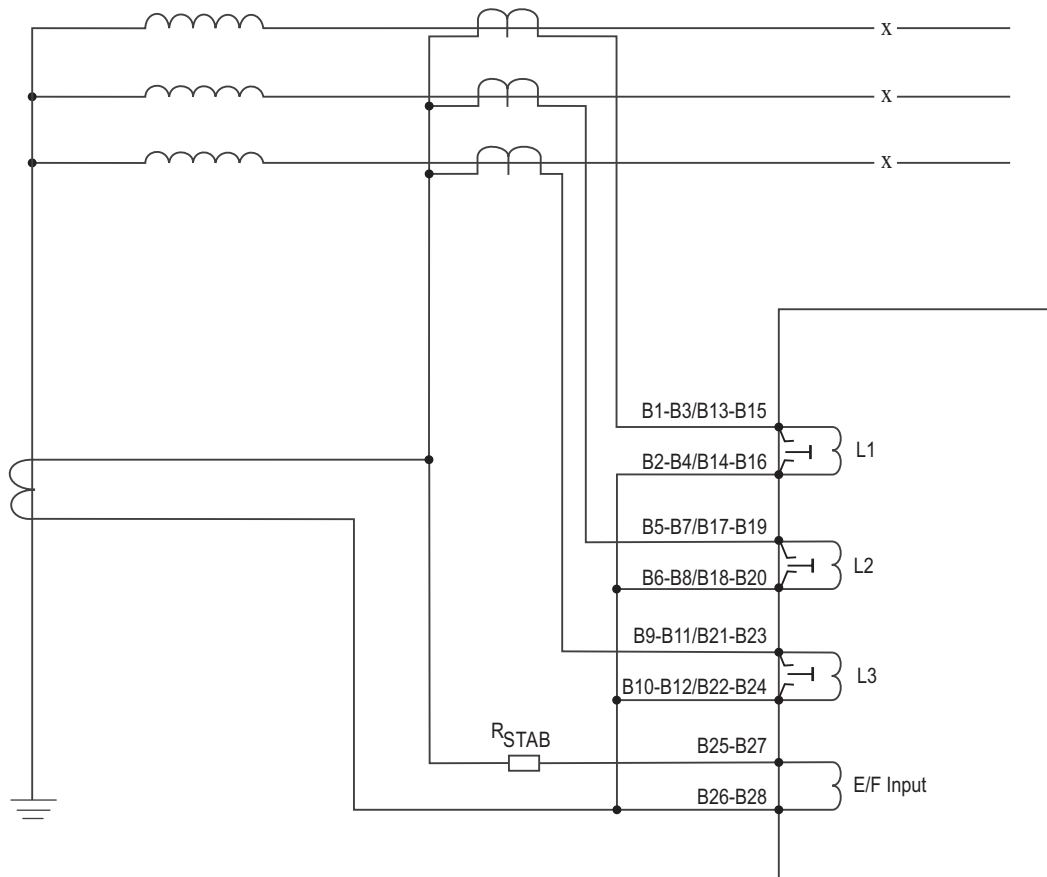 x
x
x
B1-B3/B13-B15
L1
B2-B4/B14-B16
B5-B7/B17-B19
L2
B6-B8/B18-B20
B9-B11/B21-B23
L3
B10-B12/B22-B24
RSTAB
B25-B27
E/F Input
B26-B28